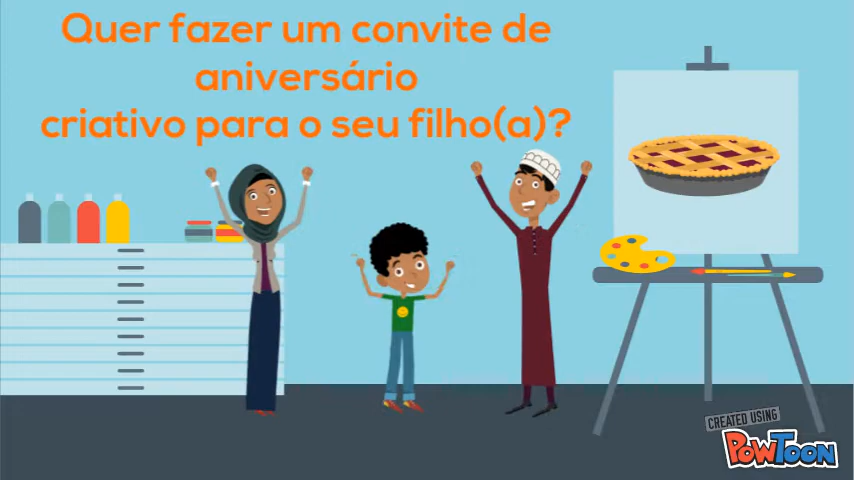 Quer fazer um convite de
aniversário
criativo para o seu filho(a)?
CREATED USING
POWTOON